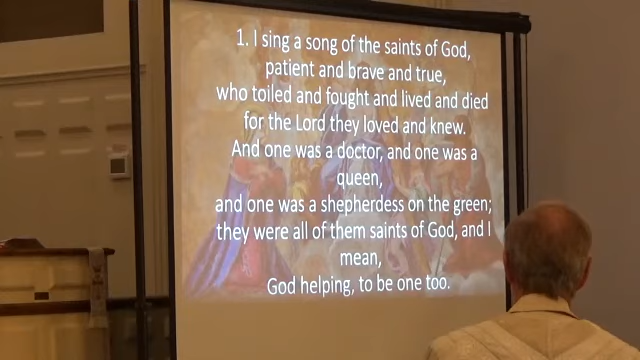 1. I sing a song of the saints of God,
patient and brave and true,
who toiled and fought and lived and died
for the Lord they loved and knew.
And one was a doctor, and one was a
queen,
and one was a shepherdess on the green;
they were all of them saints of God, and I
mean,
God helping, to be one too.